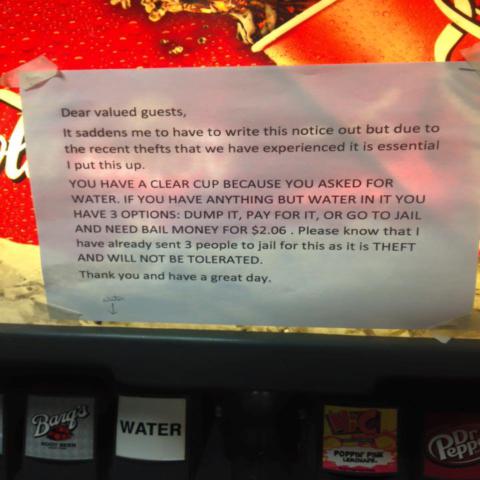 Dear valued guests,
It saddens me to have to write this notice out but due to
the recent thefts that we have experienced it is essential
I put this up.
YOU HAVE A CLEAR CUP BECAUSE YOU ASKED FOR
WATER. IF YOU HAVE ANYTHING BUT WATER IN IT YOU
HAVE 3 OPTIONS: DUMP IT, PAY FOR IT, OR GO TO JAIL
AND NEED BAIL MONEY FOR $2.06 . Please know that I
have already sent 3 people to jail for this as it is THEFT
AND WILL NOT BE TOLERATED.
Thank you and have a great day.
water
Barq's
ROOT BEER
WATER
POPPIN' PINK
LEMONADE.
Dr
Pepp